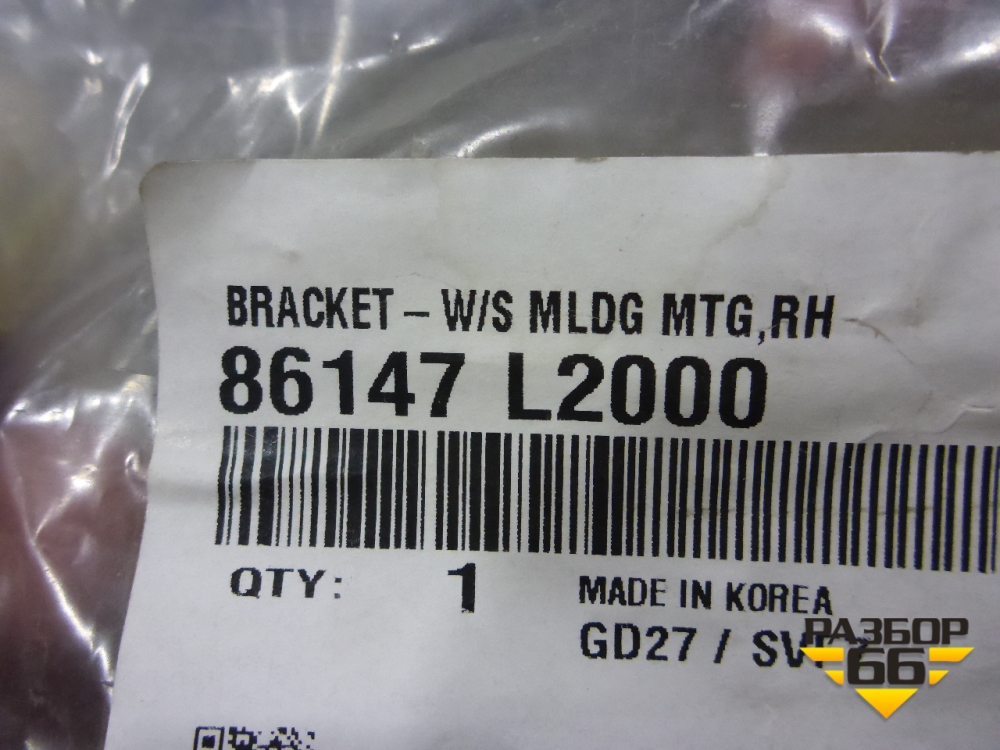 BRACKET – W/S MLDG MTG,RH
86147 L2000
QTY: 1
MADE IN KOREA
GD27 /
РАЗБОР
66